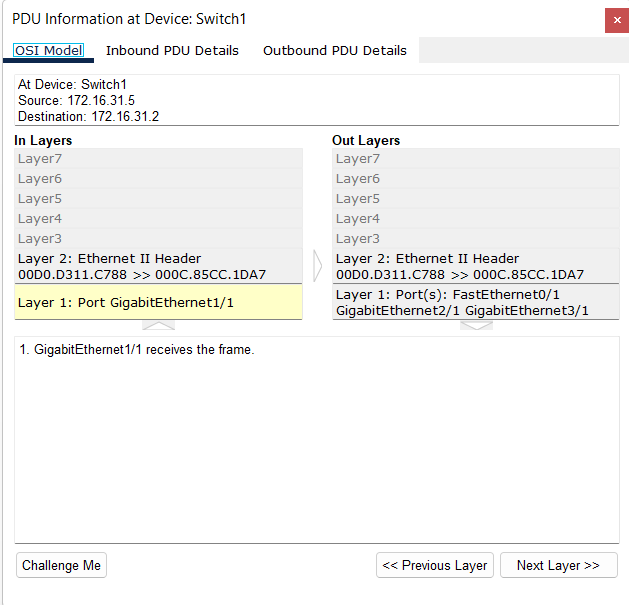 PDU Information at Device: Switch1
OSI Model Inbound PDU Details Outbound PDU Details
At Device: Switch1
Source: 172.16.31.5
Destination: 172.16.31.2
In Layers
Layer7
Layer6
Layer5
Layer4
Layer3
Layer 2: Ethernet II Header
00D0.D311.C788 >> 000C.85CC.1DA7
Layer 1: Port GigabitEthernet1/1
Out Layers
Layer7
Layer6
Layer5
Layer4
Layer3
Layer 2: Ethernet II Header
00D0.D311.C788 >> 000C.85CC.1DA7
Layer 1: Port(s): FastEthernet0/1
GigabitEthernet2/1 GigabitEthernet3/1
1. GigabitEthernet1/1 receives the frame.
Challenge Me << Previous Layer Next Layer >>